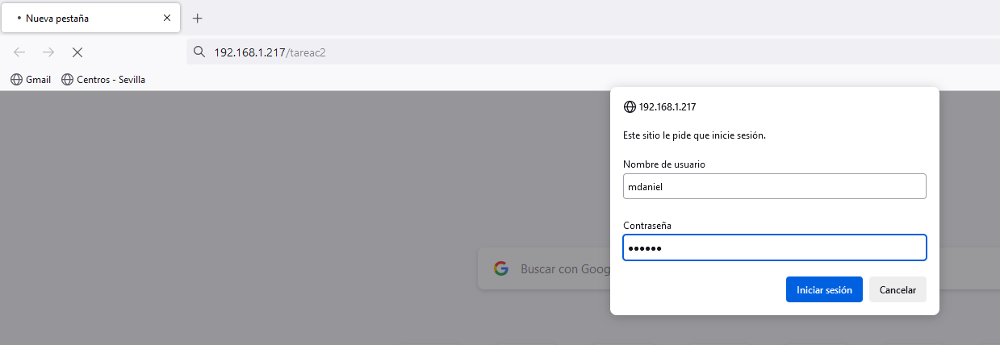 Nueva pestaña
192.168.1.217/tareac2
Gmail
Centros - Sevilla
192.168.1.217
Este sitio le pide que inicie sesión.
Nombre de usuario
mdaniel
Contraseña
••••••
Buscar con Goog
Iniciar sesión
Cancelar